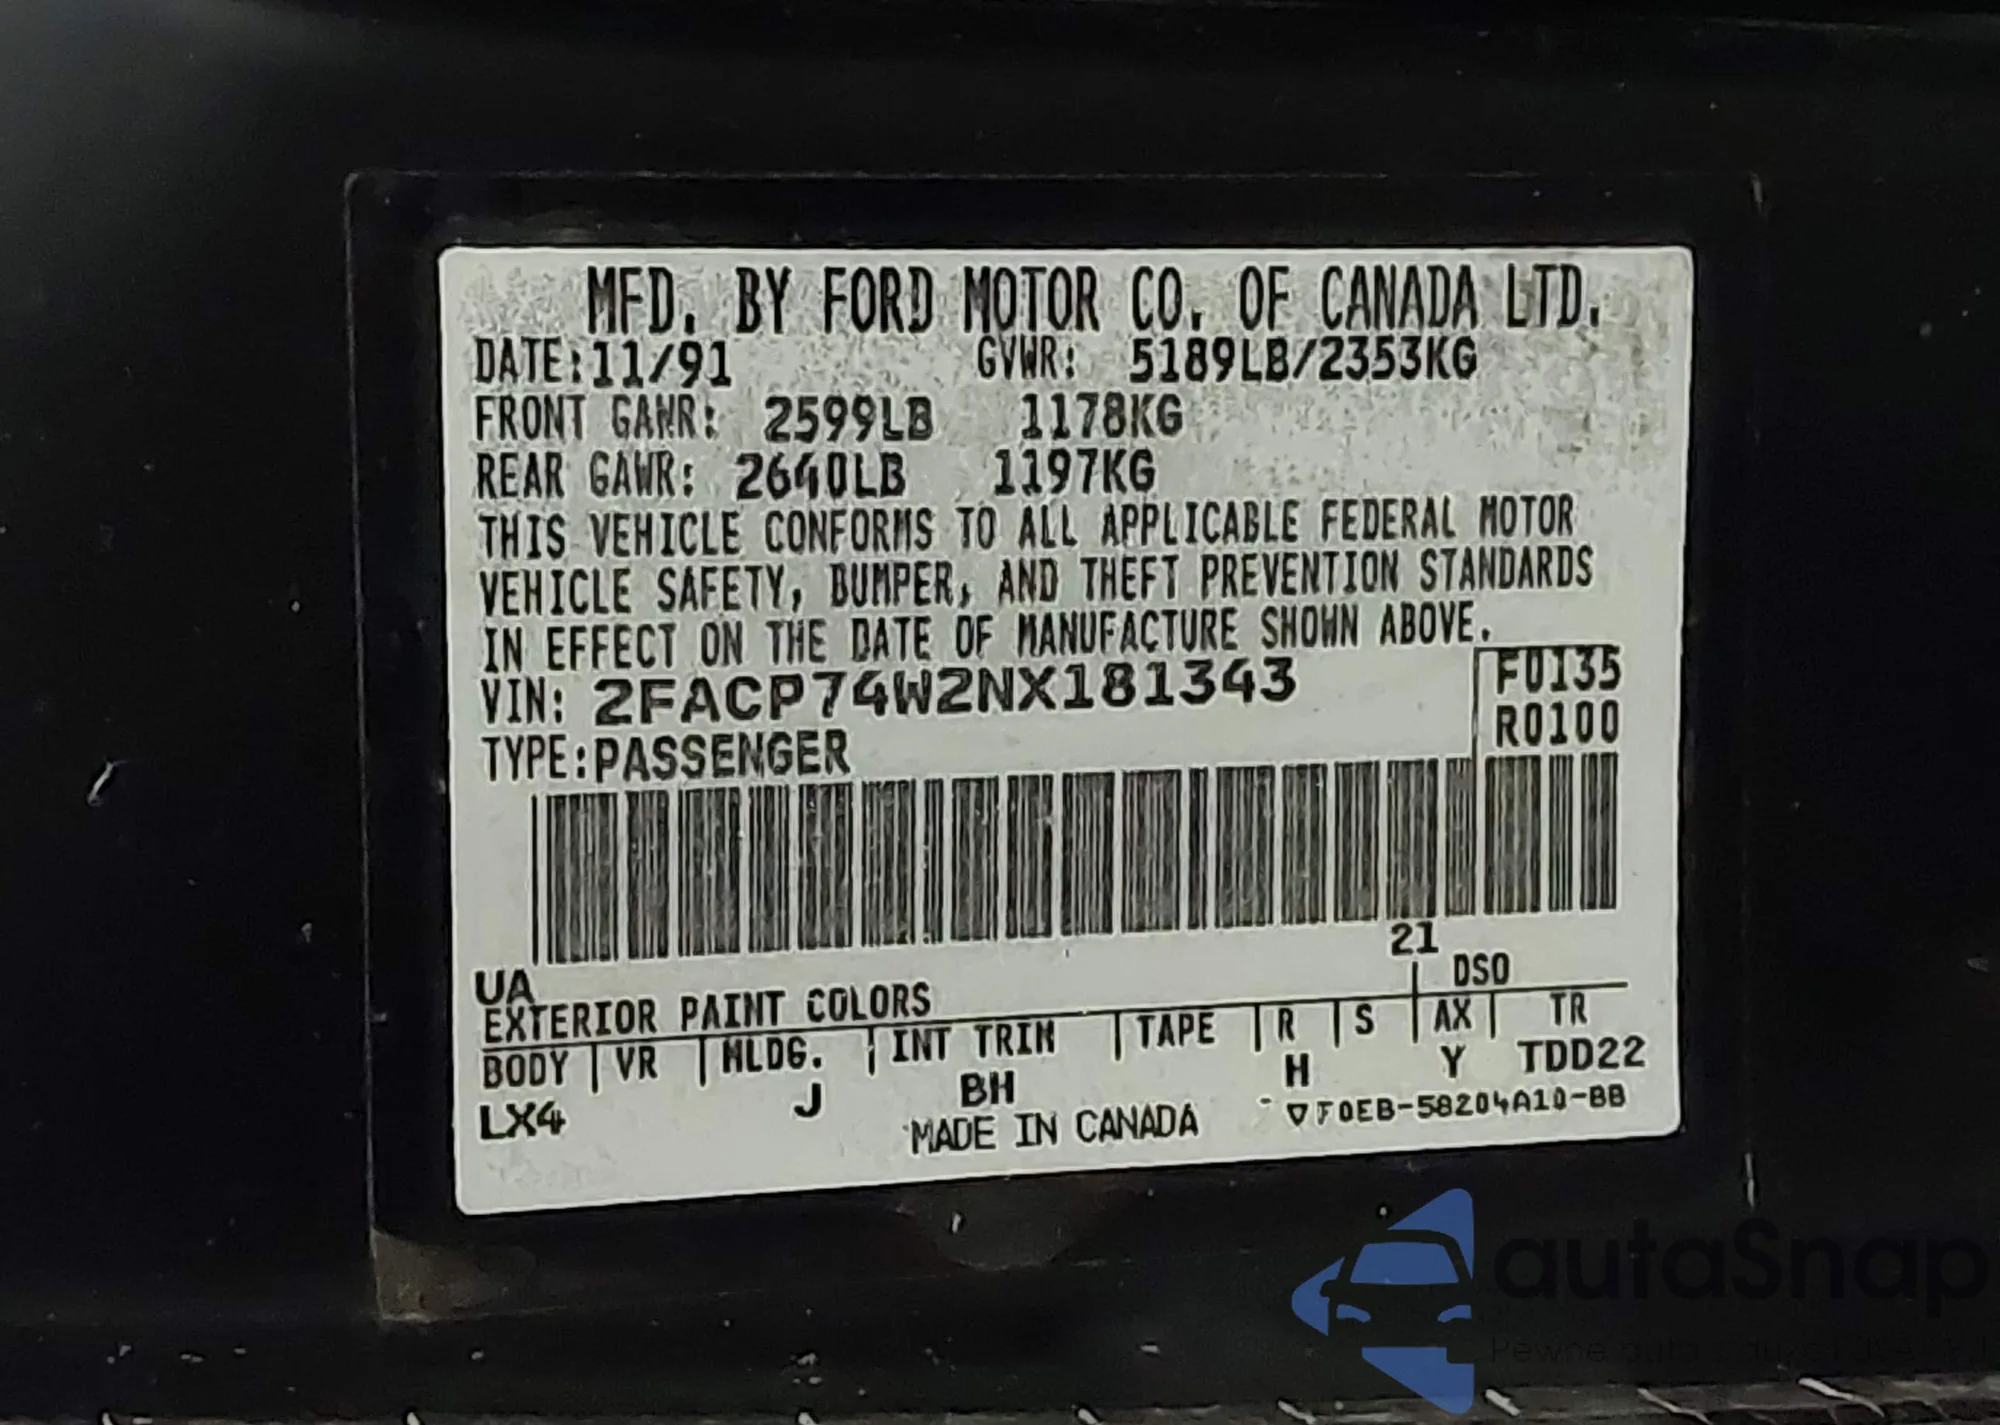 MFD. BY FORD MOTOR CO. OF CANADA LTD.
DATE:11/91 GVWR: 5189LB/2353KG
FRONT GAWR: 2599LB 1178KG
REAR GAWR: 2640LB 1197KG
THIS VEHICLE CONFORMS TO ALL APPLICABLE FEDERAL MOTOR
VEHICLE SAFETY, BUMPER, AND THEFT PREVENTION STANDARDS
IN EFFECT ON THE DATE OF MANUFACTURE SHOWN ABOVE.
VIN: 2FACP74W2NX181343
F0135
R0100
TYPE:PASSENGER
21
UA
DSO
EXTERIOR PAINT COLORS
BODY VR MLDG. INT TRIM TAPE R S AX TR
LX4 J BH H Y TDD22
MADE IN CANADA
▽F0EB-58204A10-BB
autaSnap
Pewne auta